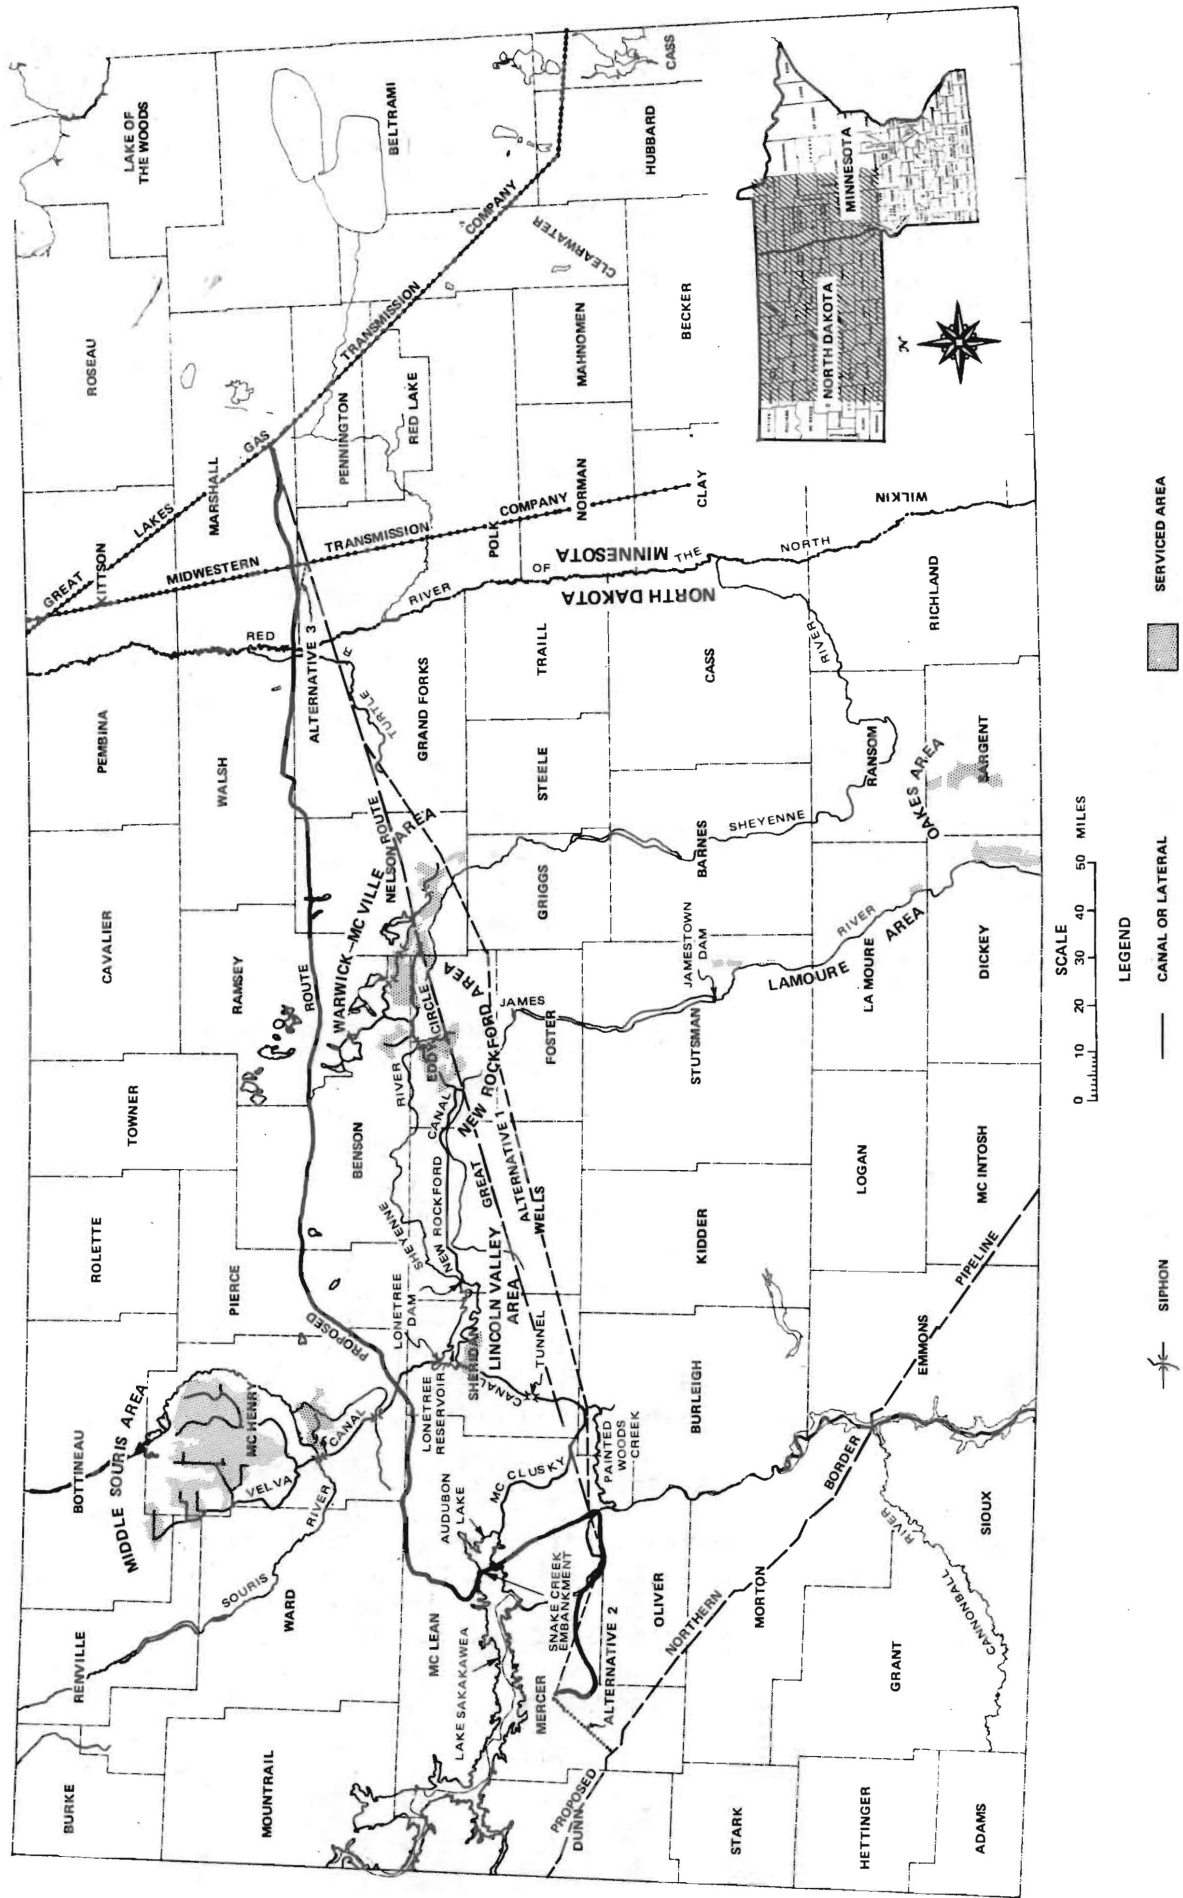 BURKE
RENVILLE
BOTTINEAU
ROLETTE
TOWNER
CAVALIER
PEMBINA
KITTSON
ROSEAU
LAKE OF
THE WOODS
MOUNTRAIL
WARD
MIDDLE SOURIS AREA
MC HENRY
PIERCE
BENSON
RAMSEY
WALSH
MARSHALL
BELTRAMI
SOURIS
RIVER
VELVA
CANAL
PROPOSED
ROUTE
RED
RIVER
OF
THE
NORTH
GREAT
LAKES
GAS
TRANSMISSION
COMPANY
MIDWESTERN
TRANSMISSION
COMPANY
PENNINGTON
RED LAKE
POLK
CLEARWATER
NORMAN
MAHNOMEN
HUBBARD
CASS
CLAY
BECKER
WILKIN
NORTH DAKOTA
MINNESOTA
MC LEAN
LAKE SAKAKAWEA
AUDUBON
LAKE
SNAKE CREEK
EMBANKMENT
MC
CLUSKY
CANAL
TUNNEL
PAINTED
WOODS
CREEK
LONETREE
RESERVOIR
LONETREE
DAM
SHERIDAN
LINCOLN VALLEY
AREA
SHEYENNE
RIVER
NEW ROCKFORD
CANAL
NEW
GREAT
ALTERNATIVE 1
WELLS
NEW ROCKFORD
AREA
EDDY
CIRCLE
WARWICK-MC VILLE
AREA
NELSON
ROUTE
ALTERNATIVE 3
TURTLE
R
GRAND FORKS
TRAILL
STEELE
GRIGGS
FOSTER
JAMES
MERCER
ALTERNATIVE 2
OLIVER
PROPOSED
NORTHERN
BORDER
PIPELINE
DUNN
STARK
MORTON
BURLEIGH
KIDDER
STUTSMAN
JAMESTOWN
DAM
BARNES
SHEYENNE
CASS
RIVER
HETTINGER
GRANT
CANNONBALL
RIVER
SIOUX
EMMONS
LOGAN
LA MOURE
LAMOURE
RIVER
AREA
RANSOM
RICHLAND
ADAMS
MC INTOSH
DICKEY
OAKES AREA
SARGENT
NORTH DAKOTA
MINNESOTA
N
SCALE
0 10 20 30 40 50 MILES
LEGEND
SIPHON
CANAL OR LATERAL
SERVICED AREA